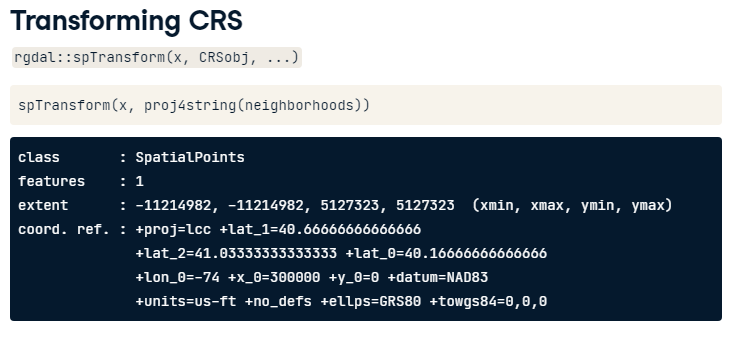 Transforming CRS
rgdal::spTransform(x, CRSobj, ...)
spTransform(x, proj4string(neighborhoods))
class       : SpatialPoints
features    : 1
extent      : -11214982, -11214982, 5127323, 5127323  (xmin, xmax, ymin, ymax)
coord. ref. : +proj=lcc +lat_1=40.66666666666666
              +lat_2=41.03333333333333 +lat_0=40.16666666666666
              +lon_0=-74 +x_0=300000 +y_0=0 +datum=NAD83
              +units=us-ft +no_defs +ellps=GRS80 +towgs84=0,0,0